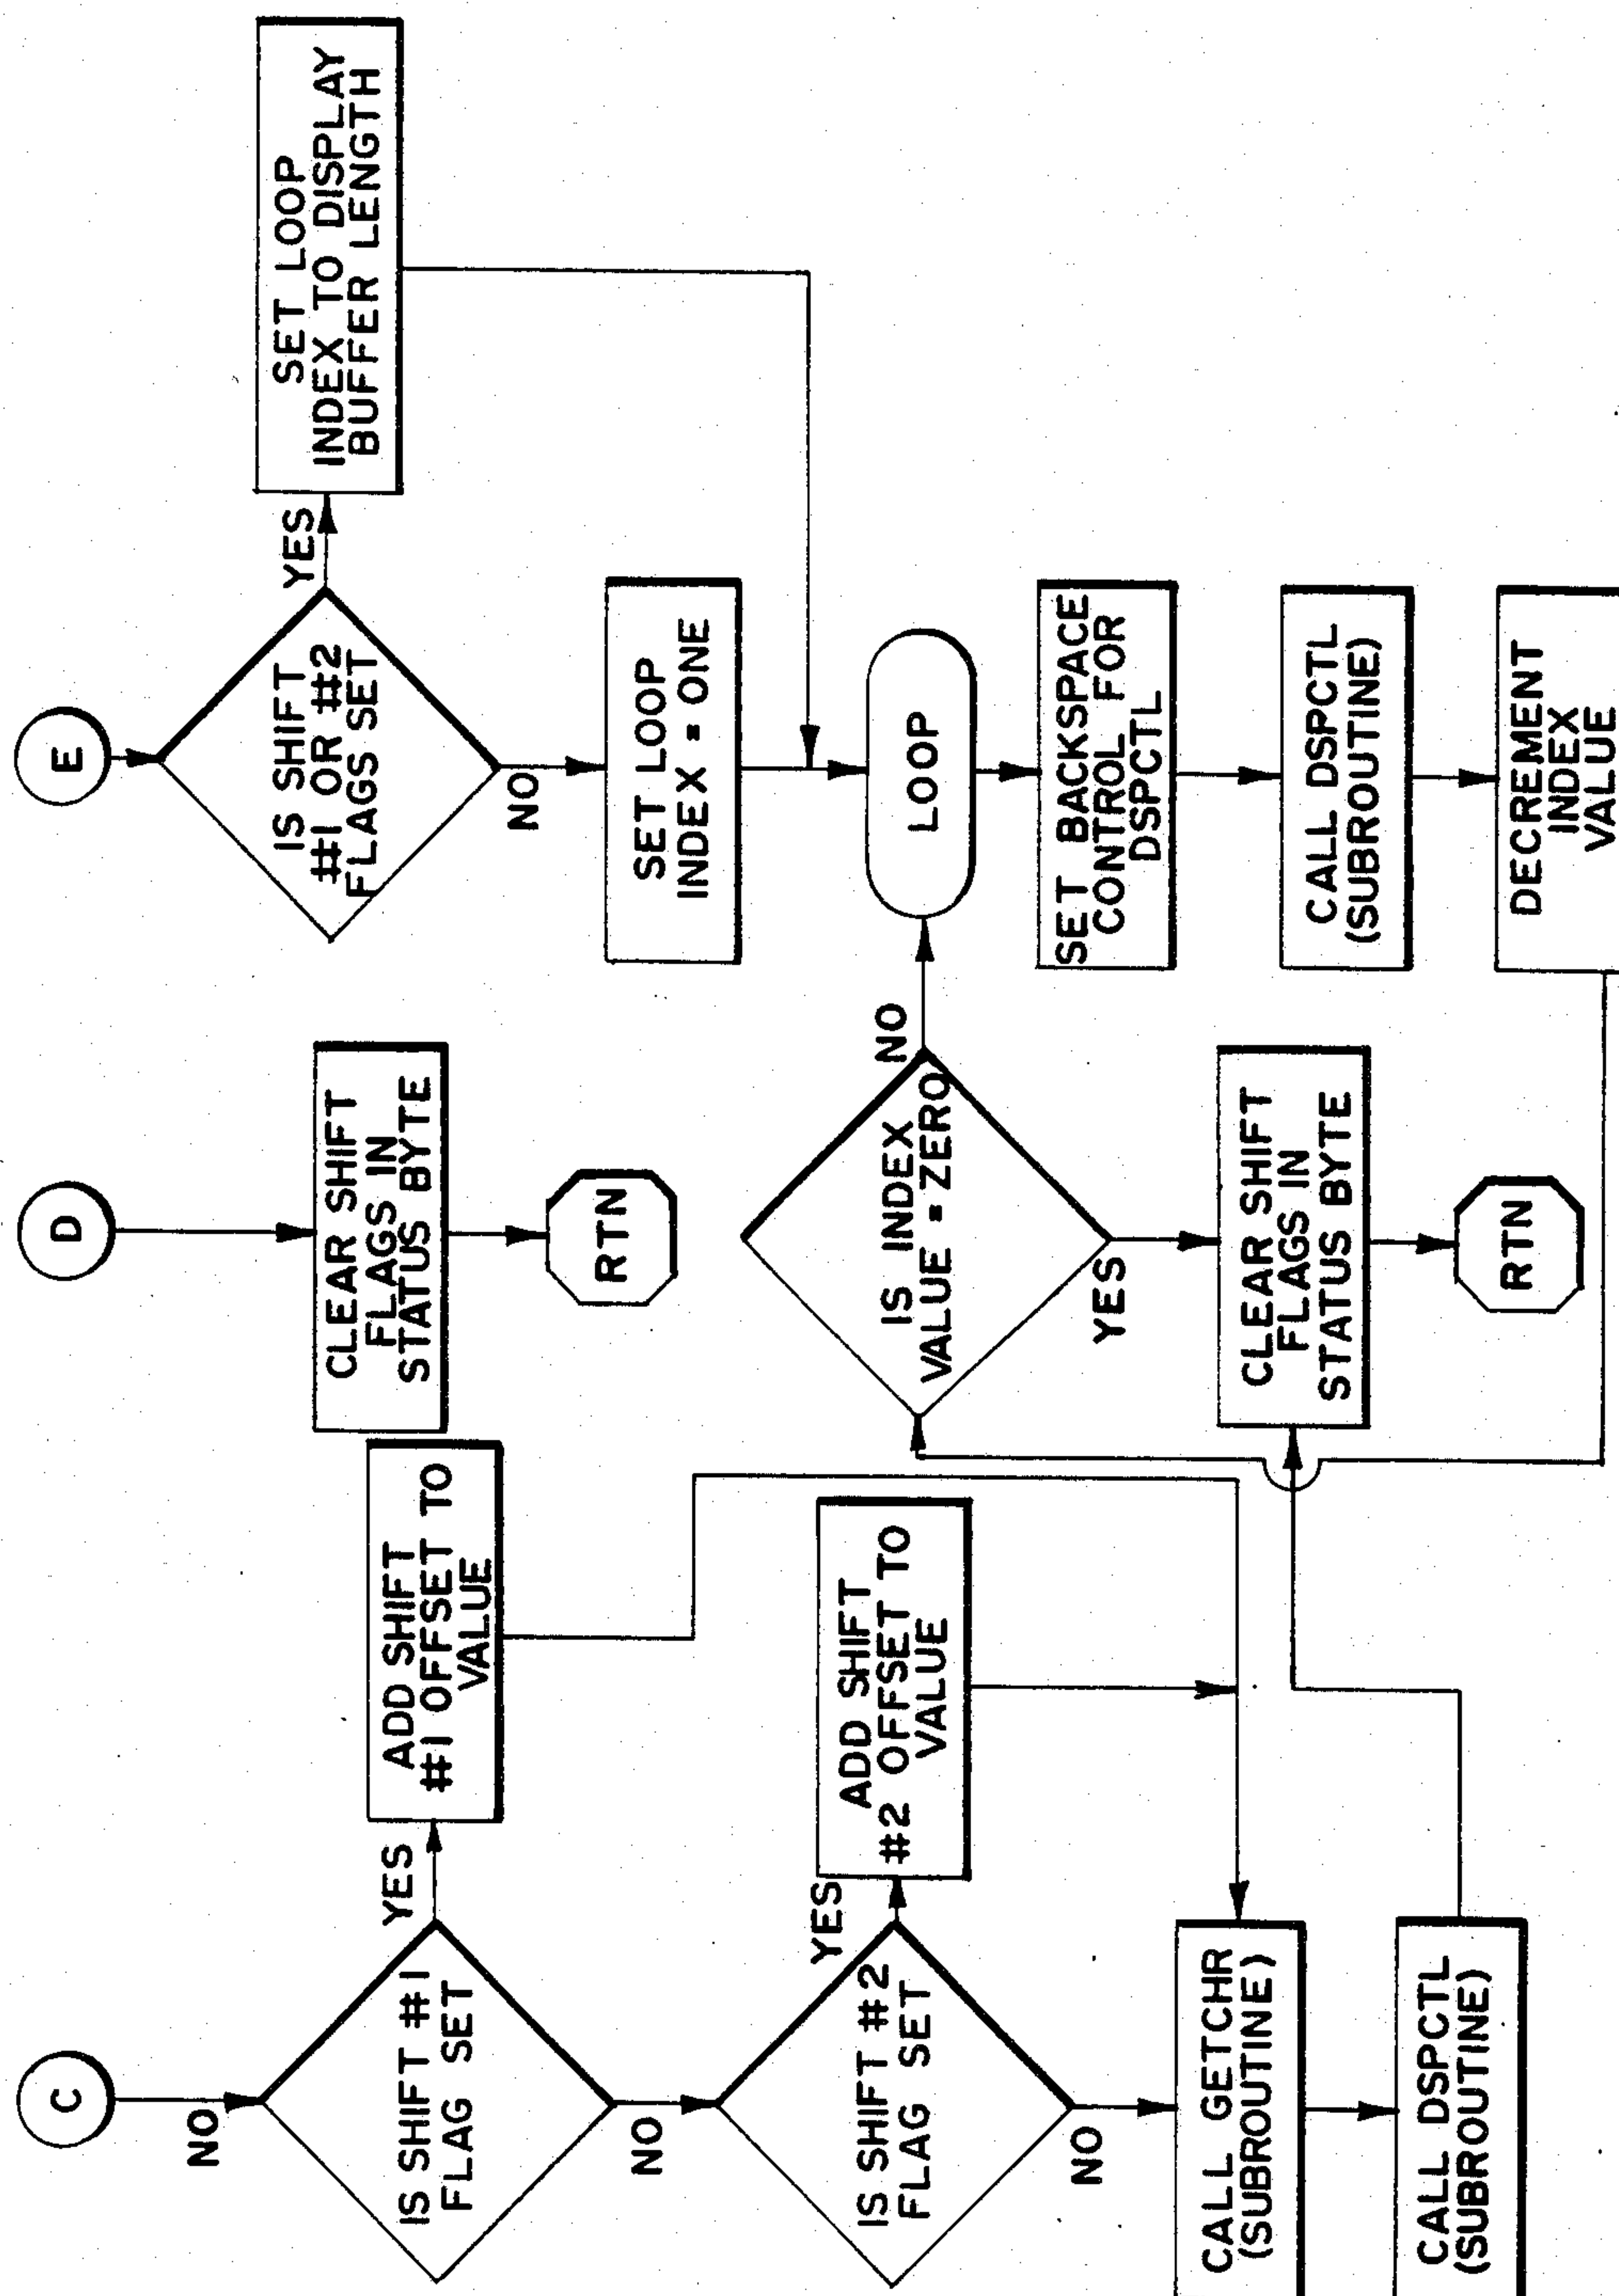 C
NO
IS SHIFT #1
FLAG SET
YES
ADD SHIFT
#1 OFFSET TO
VALUE
NO
IS SHIFT #2
FLAG SET
YES
ADD SHIFT
#2 OFFSET TO
VALUE
NO
CALL GETCHR
(SUBROUTINE)
CALL DSPCTL
(SUBROUTINE)
D
CLEAR SHIFT
FLAGS IN
STATUS BYTE
RTN
IS INDEX
VALUE = ZERO
NO
YES
CLEAR SHIFT
FLAGS IN
STATUS BYTE
RTN
E
IS SHIFT
#1 OR #2
FLAGS SET
YES
SET LOOP
INDEX TO DISPLAY
BUFFER LENGTH
NO
SET LOOP
INDEX = ONE
LOOP
SET BACKSPACE
CONTROL FOR
DSPCTL
CALL DSPCTL
(SUBROUTINE)
DECREMENT
INDEX
VALUE